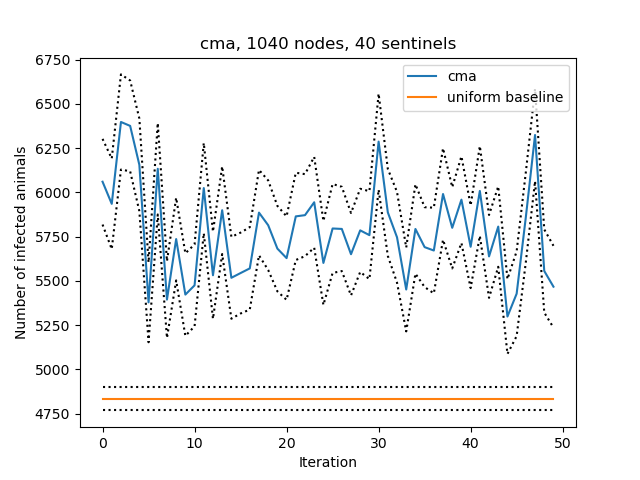 cma, 1040 nodes, 40 sentinels
cma
uniform baseline
6750
6500
6250
6000
5750
5500
5250
5000
4750
Number of infected animals
0 10 20 30 40 50
Iteration